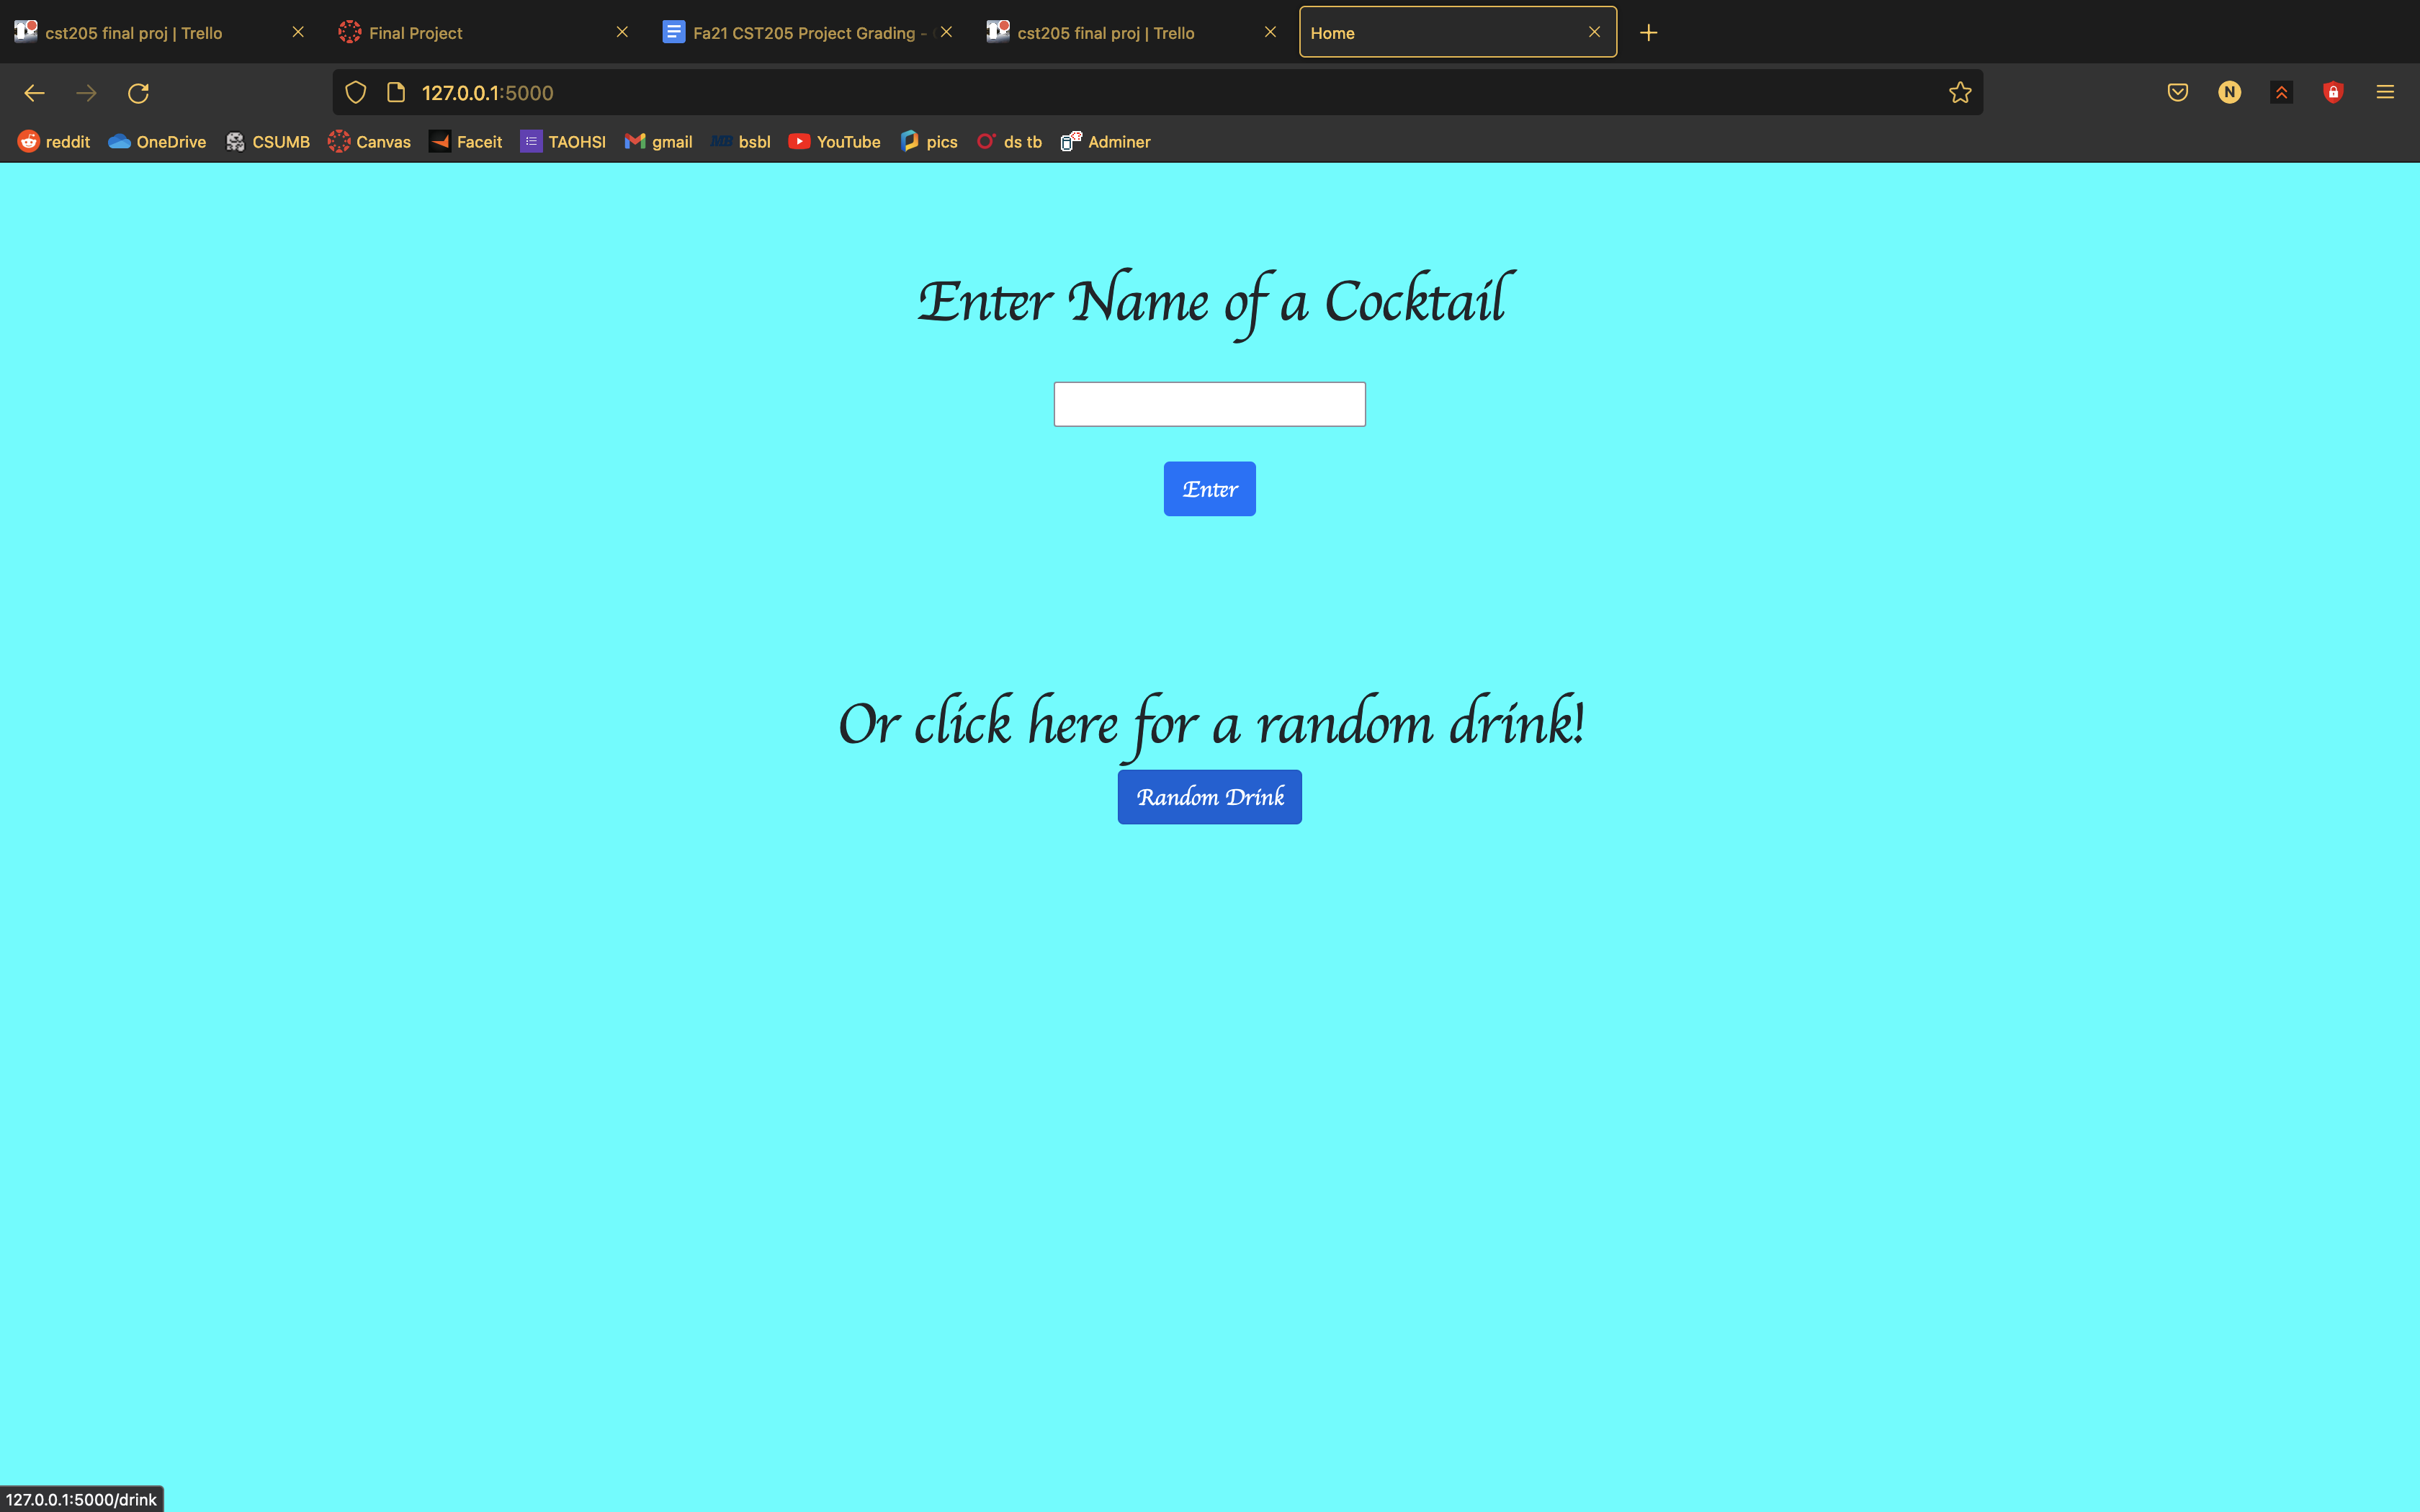 cst205 final proj | Trello
Final Project
Fa21 CST205 Project Grading -
cst205 final proj | Trello
Home
127.0.0.1:5000
N
reddit
OneDrive
CSUMB
Canvas
Faceit
TAOHSI
gmail
MB bsbl
YouTube
pics
ds tb
Adminer
Enter Name of a Cocktail
Enter
Or click here for a random drink!
Random Drink
127.0.0.1:5000/drink